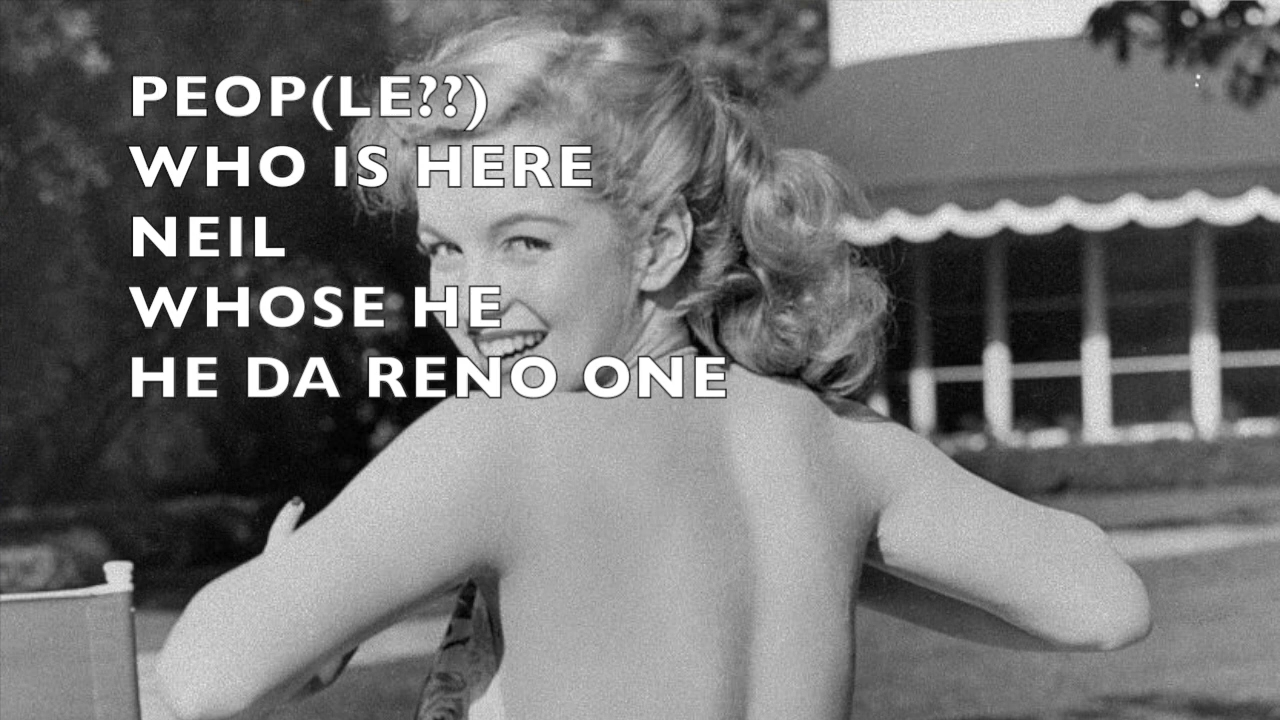 PEOP(LE??)
WHO IS HERE
NEIL
WHOSE HE
HE DA RENO ONE